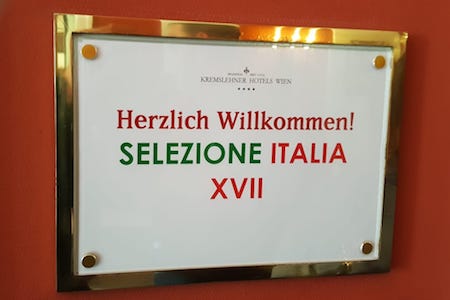 KREMSLEHNER HOTELS WIEN
Herzlich Willkommen!
SELEZIONE ITALIA
XVII